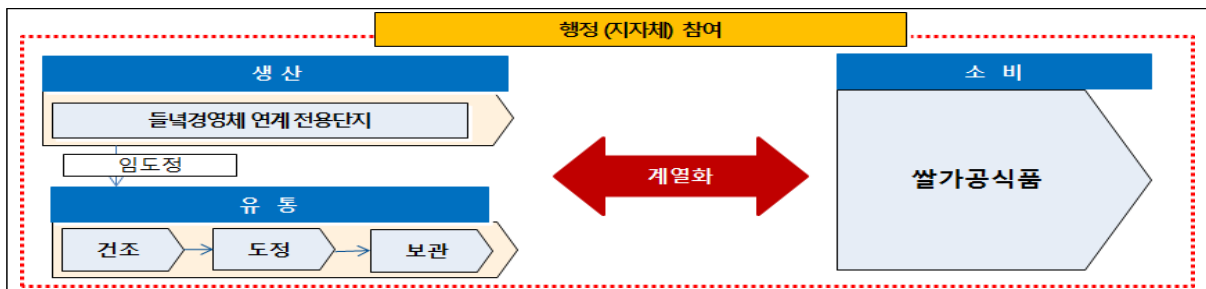 행정 (지자체) 참여
생 산
들녘경영체 연계 전용단지
임도정
유 통
건조
도정
보관
계열화
소 비
쌀가공식품